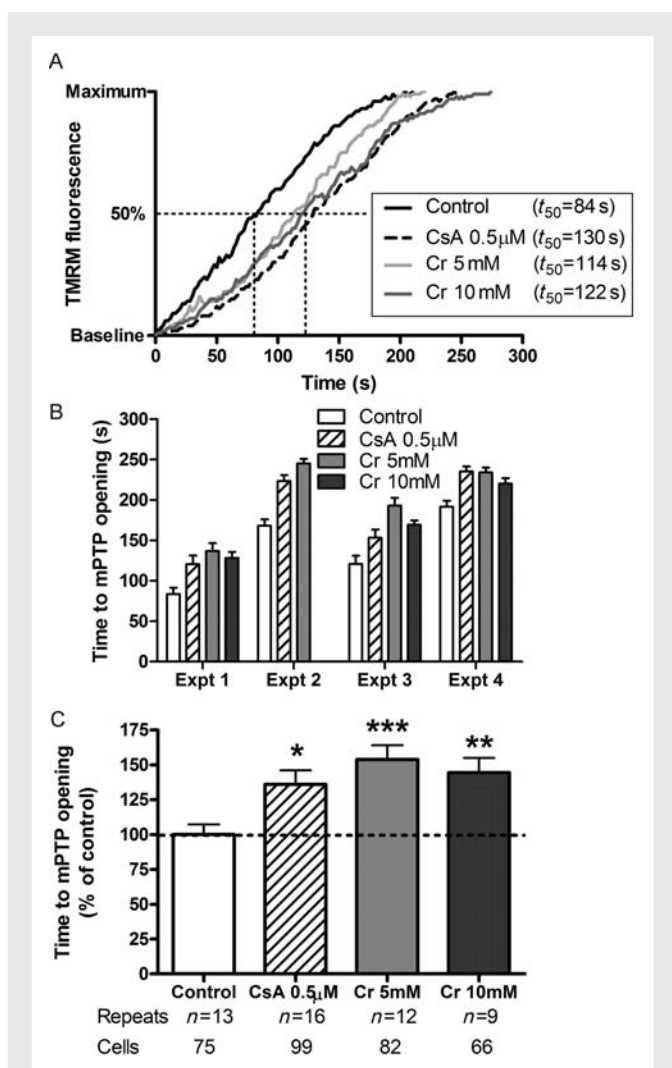 A
Maximum
TMRM fluorescence
50%
Baseline
Control (t50=84 s)
CsA 0.5μM (t50=130 s)
Cr 5 mM (t50=114 s)
Cr 10 mM (t50=122 s)
0 50 100 150 200 250 300
Time (s)
B
Time to mPTP opening (s)
300
250
200
150
100
50
0
Control
CsA 0.5μM
Cr 5mM
Cr 10mM
Expt 1 Expt 2 Expt 3 Expt 4
C
Time to mPTP opening
(% of control)
175
150
125
100
75
50
25
0
* *** **
Control CsA 0.5μM Cr 5mM Cr 10mM
Repeats n=13 n=16 n=12 n=9
Cells 75 99 82 66